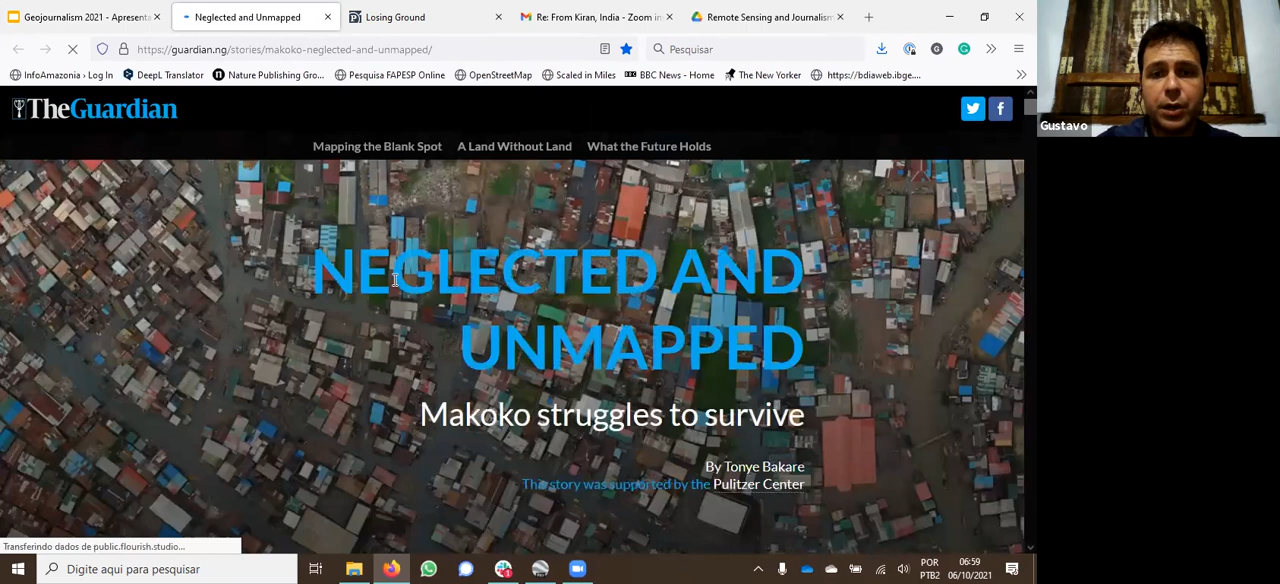 Geojournalism 2021 - Apresenta
Neglected and Unmapped
Losing Ground
Re: From Kiran, India - Zoom in
Remote Sensing and Journalism
https://guardian.ng/stories/makoko-neglected-and-unmapped/
Pesquisar
InfoAmazonia › Log In
DeepL Translator
Nature Publishing Gro...
Pesquisa FAPESP Online
OpenStreetMap
Scaled in Miles
BBC News - Home
The New Yorker
https://bdiaweb.ibge....
TheGuardian
Gustavo
Mapping the Blank Spot
A Land Without Land
What the Future Holds
NEGLECTED AND
UNMAPPED
Makoko struggles to survive
By Tonye Bakare
This story was supported by the Pulitzer Center
Transferindo dados de public.flourish.studio...
Digite aqui para pesquisar
POR
PTB2
06:59
06/10/2021